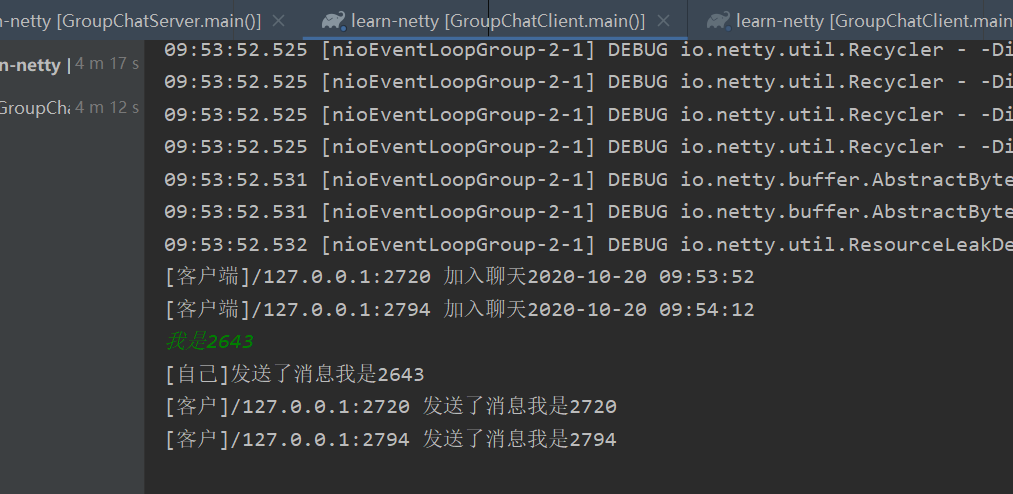 n-netty [GroupChatServer.main()] × learn-netty [GroupChatClient.main()] × learn-netty [GroupChatClient.main
n-netty | 4 m 17 s
GroupCha 4 m 12 s
09:53:52.525 [nioEventLoopGroup-2-1] DEBUG io.netty.util.Recycler - -Di
09:53:52.525 [nioEventLoopGroup-2-1] DEBUG io.netty.util.Recycler - -Di
09:53:52.525 [nioEventLoopGroup-2-1] DEBUG io.netty.util.Recycler - -Di
09:53:52.525 [nioEventLoopGroup-2-1] DEBUG io.netty.util.Recycler - -Di
09:53:52.531 [nioEventLoopGroup-2-1] DEBUG io.netty.buffer.AbstractByte
09:53:52.531 [nioEventLoopGroup-2-1] DEBUG io.netty.buffer.AbstractByte
09:53:52.532 [nioEventLoopGroup-2-1] DEBUG io.netty.util.ResourceLeakDe
[客户端]/127.0.0.1:2720 加入聊天2020-10-20 09:53:52
[客户端]/127.0.0.1:2794 加入聊天2020-10-20 09:54:12
我是2643
[自己]发送了消息我是2643
[客户]/127.0.0.1:2720 发送了消息我是2720
[客户]/127.0.0.1:2794 发送了消息我是2794